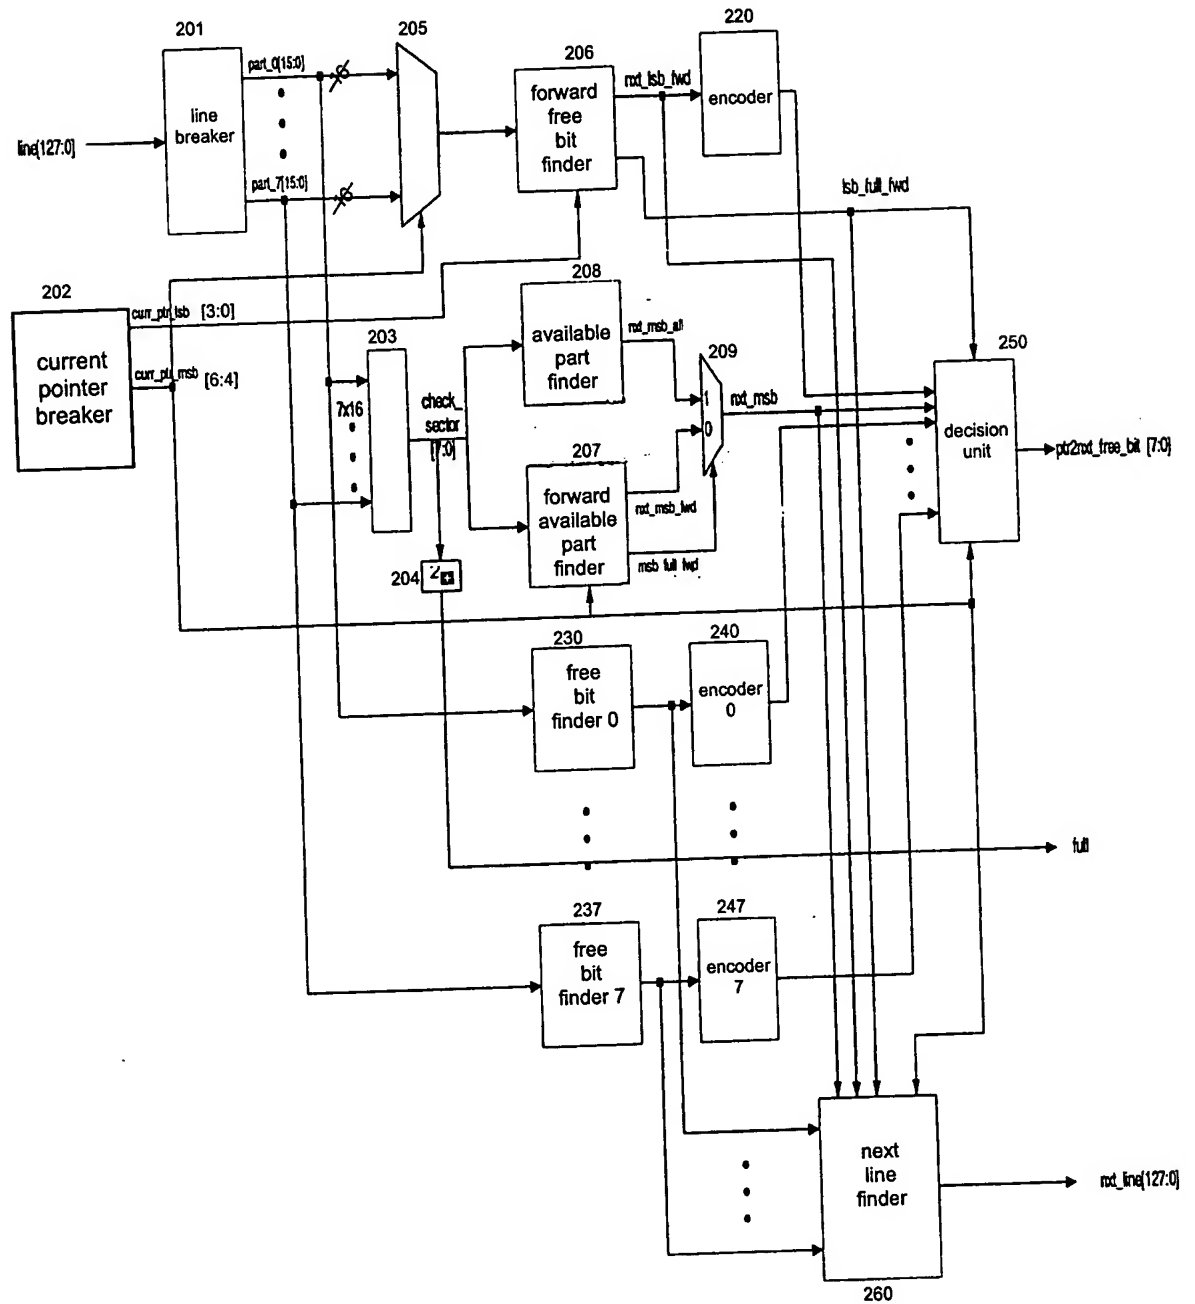 201
205
206
220
line
breaker
part_0[15:0]
part_7[15:0]
line[127:0]
forward
free
bit
finder
nxt_lsb_fwd
encoder
lsb_full_fwd
202
current
pointer
breaker
curr_ptr_lsb [3:0]
curr_ptr_msb [6:4]
203
7x16
check_
sector
[7:0]
204
2
208
available
part
finder
nxt_msb_all
207
forward
available
part
finder
nxt_msb_fwd
msb_full_fwd
209
1
0
nxt_msb
250
decision
unit
ptr2nxt_free_bit [7:0]
230
free
bit
finder 0
240
encoder
0
full
237
free
bit
finder 7
247
encoder
7
next
line
finder
nxt_line[127:0]
260